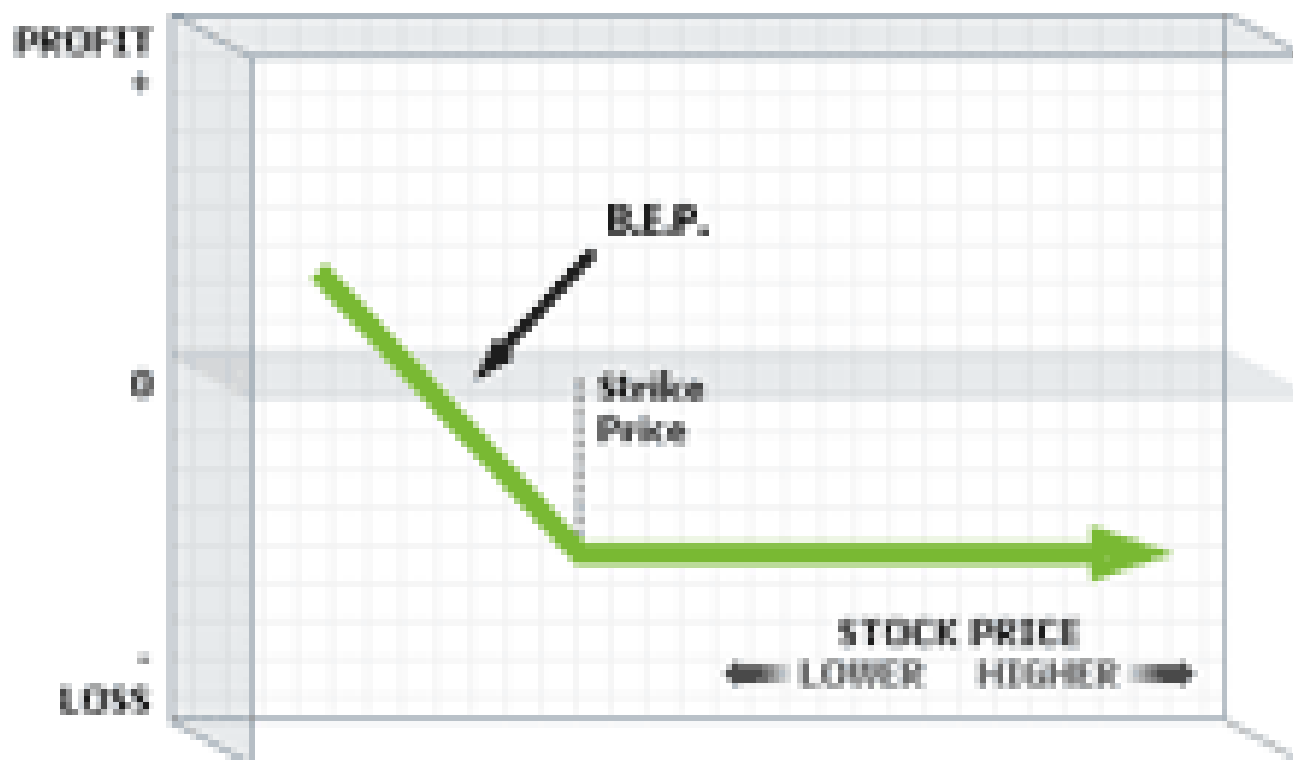 PROFIT
+
B.E.P.
0
Strike
Price
STOCK PRICE
LOWER HIGHER
-
LOSS